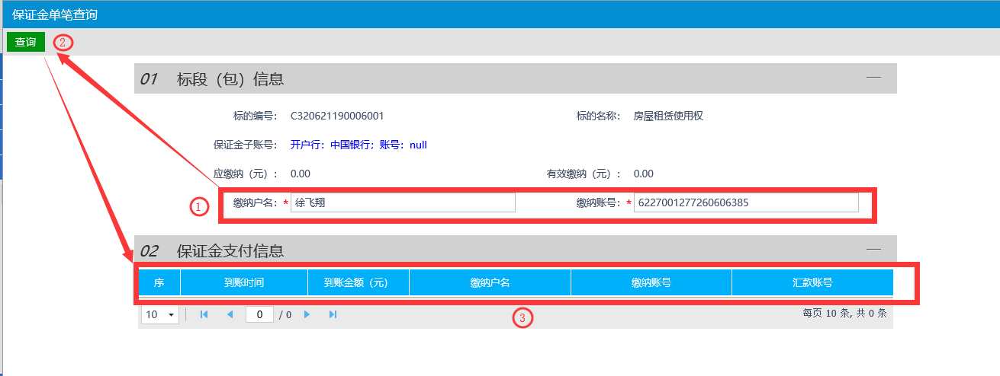 保证金单笔查询
查询 ②
01 标段（包）信息
标的编号： C320621190006001 标的名称： 房屋租赁使用权
保证金子账号： 开户行：中国银行；账号：null
应缴纳（元）： 0.00 有效缴纳（元）： 0.00
① 缴纳户名： * 徐飞翔 缴纳账号： * 6227001277260606385
02 保证金支付信息
序 到账时间 到账金额（元） 缴纳户名 缴纳账号 汇款账号
10 0 / 0 ③ 每页 10 条, 共 0 条